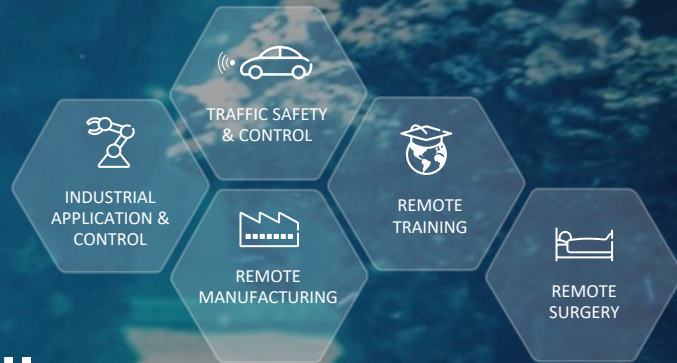 TRAFFIC SAFETY
& CONTROL
INDUSTRIAL
APPLICATION &
CONTROL
REMOTE
TRAINING
REMOTE
MANUFACTURING
REMOTE
SURGERY